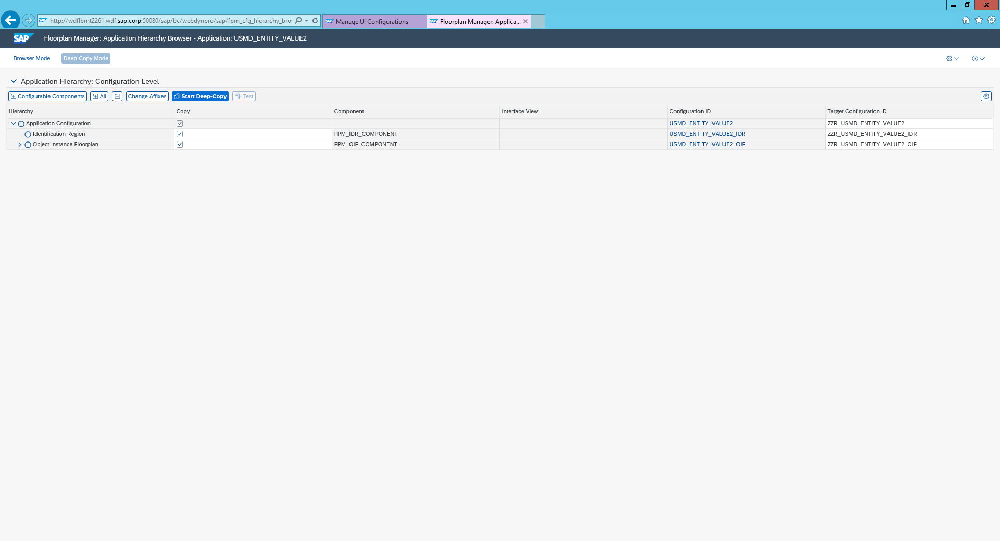 http://wdflbmt2261.wdf.sap.corp:50080/sap/bc/webdynpro/sap/fpm_cfg_hierarchy_bro
SAP Manage UI Configurations
SAP Floorplan Manager: Applica...
SAP Floorplan Manager: Application Hierarchy Browser - Application: USMD_ENTITY_VALUE2
Browser Mode Deep-Copy Mode
Application Hierarchy: Configuration Level
Configurable Components All Change Affixes Start Deep-Copy Test
Hierarchy Copy Component Interface View Configuration ID Target Configuration ID
Application Configuration USMD_ENTITY_VALUE2 ZZR_USMD_ENTITY_VALUE2
Identification Region FPM_IDR_COMPONENT USMD_ENTITY_VALUE2_IDR ZZR_USMD_ENTITY_VALUE2_IDR
Object Instance Floorplan FPM_OIF_COMPONENT USMD_ENTITY_VALUE2_OIF ZZR_USMD_ENTITY_VALUE2_OIF